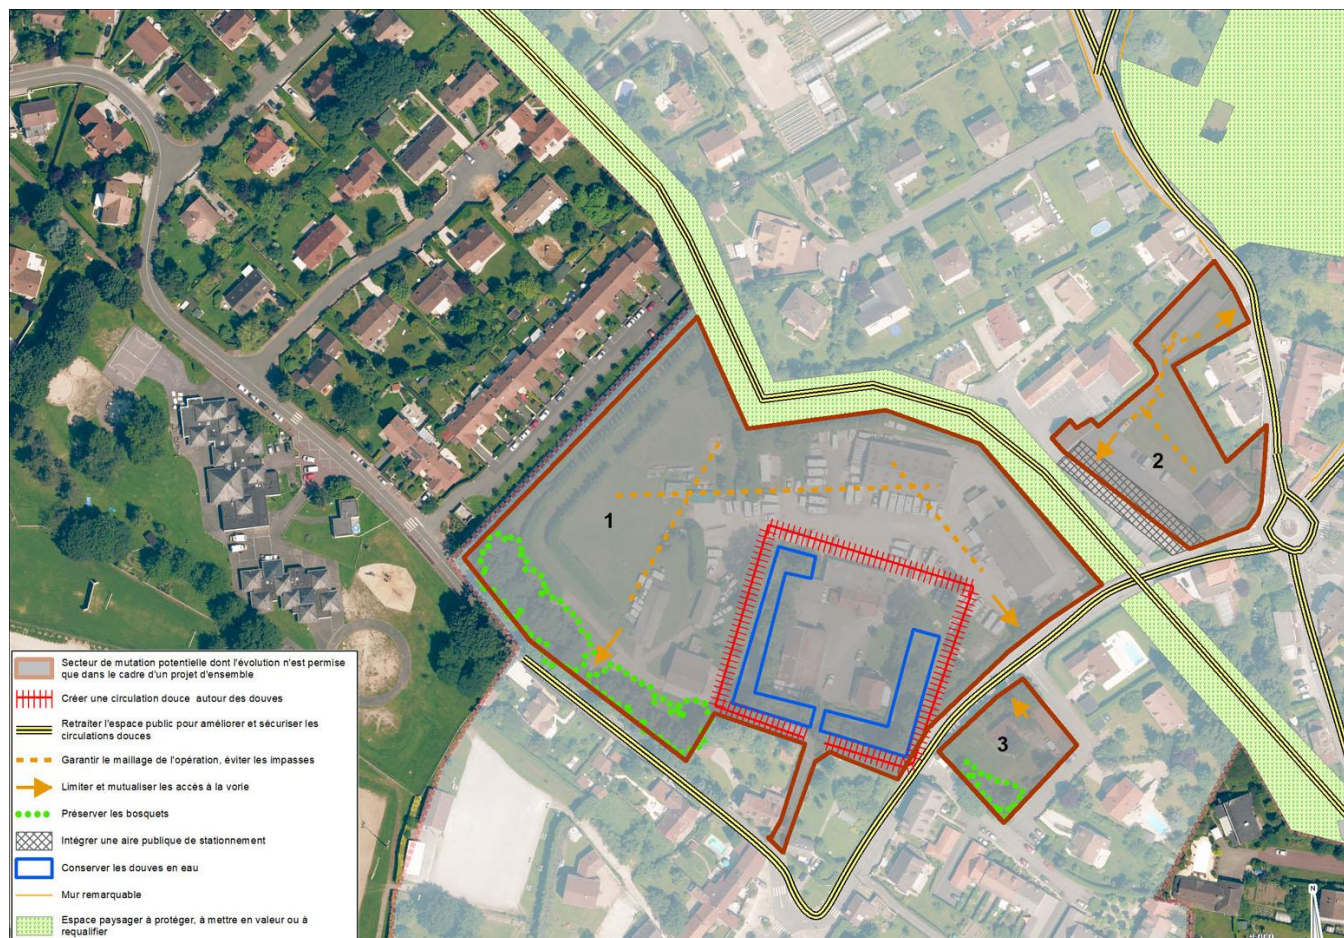 1
2
3
Secteur de mutation potentielle dont l'évolution n'est permise
que dans le cadre d'un projet d'ensemble
Créer une circulation douce autour des douves
Retraiter l'espace public pour améliorer et sécuriser les
circulations douces
Garantir le maillage de l'opération, éviter les impasses
Limiter et mutualiser les accès à la vorie
Préserver les bosquets
Intégrer une aire publique de stationnement
Conserver les douves en eau
Mur remarquable
Espace paysager à protéger, à mettre en valeur ou à
requalifier
N